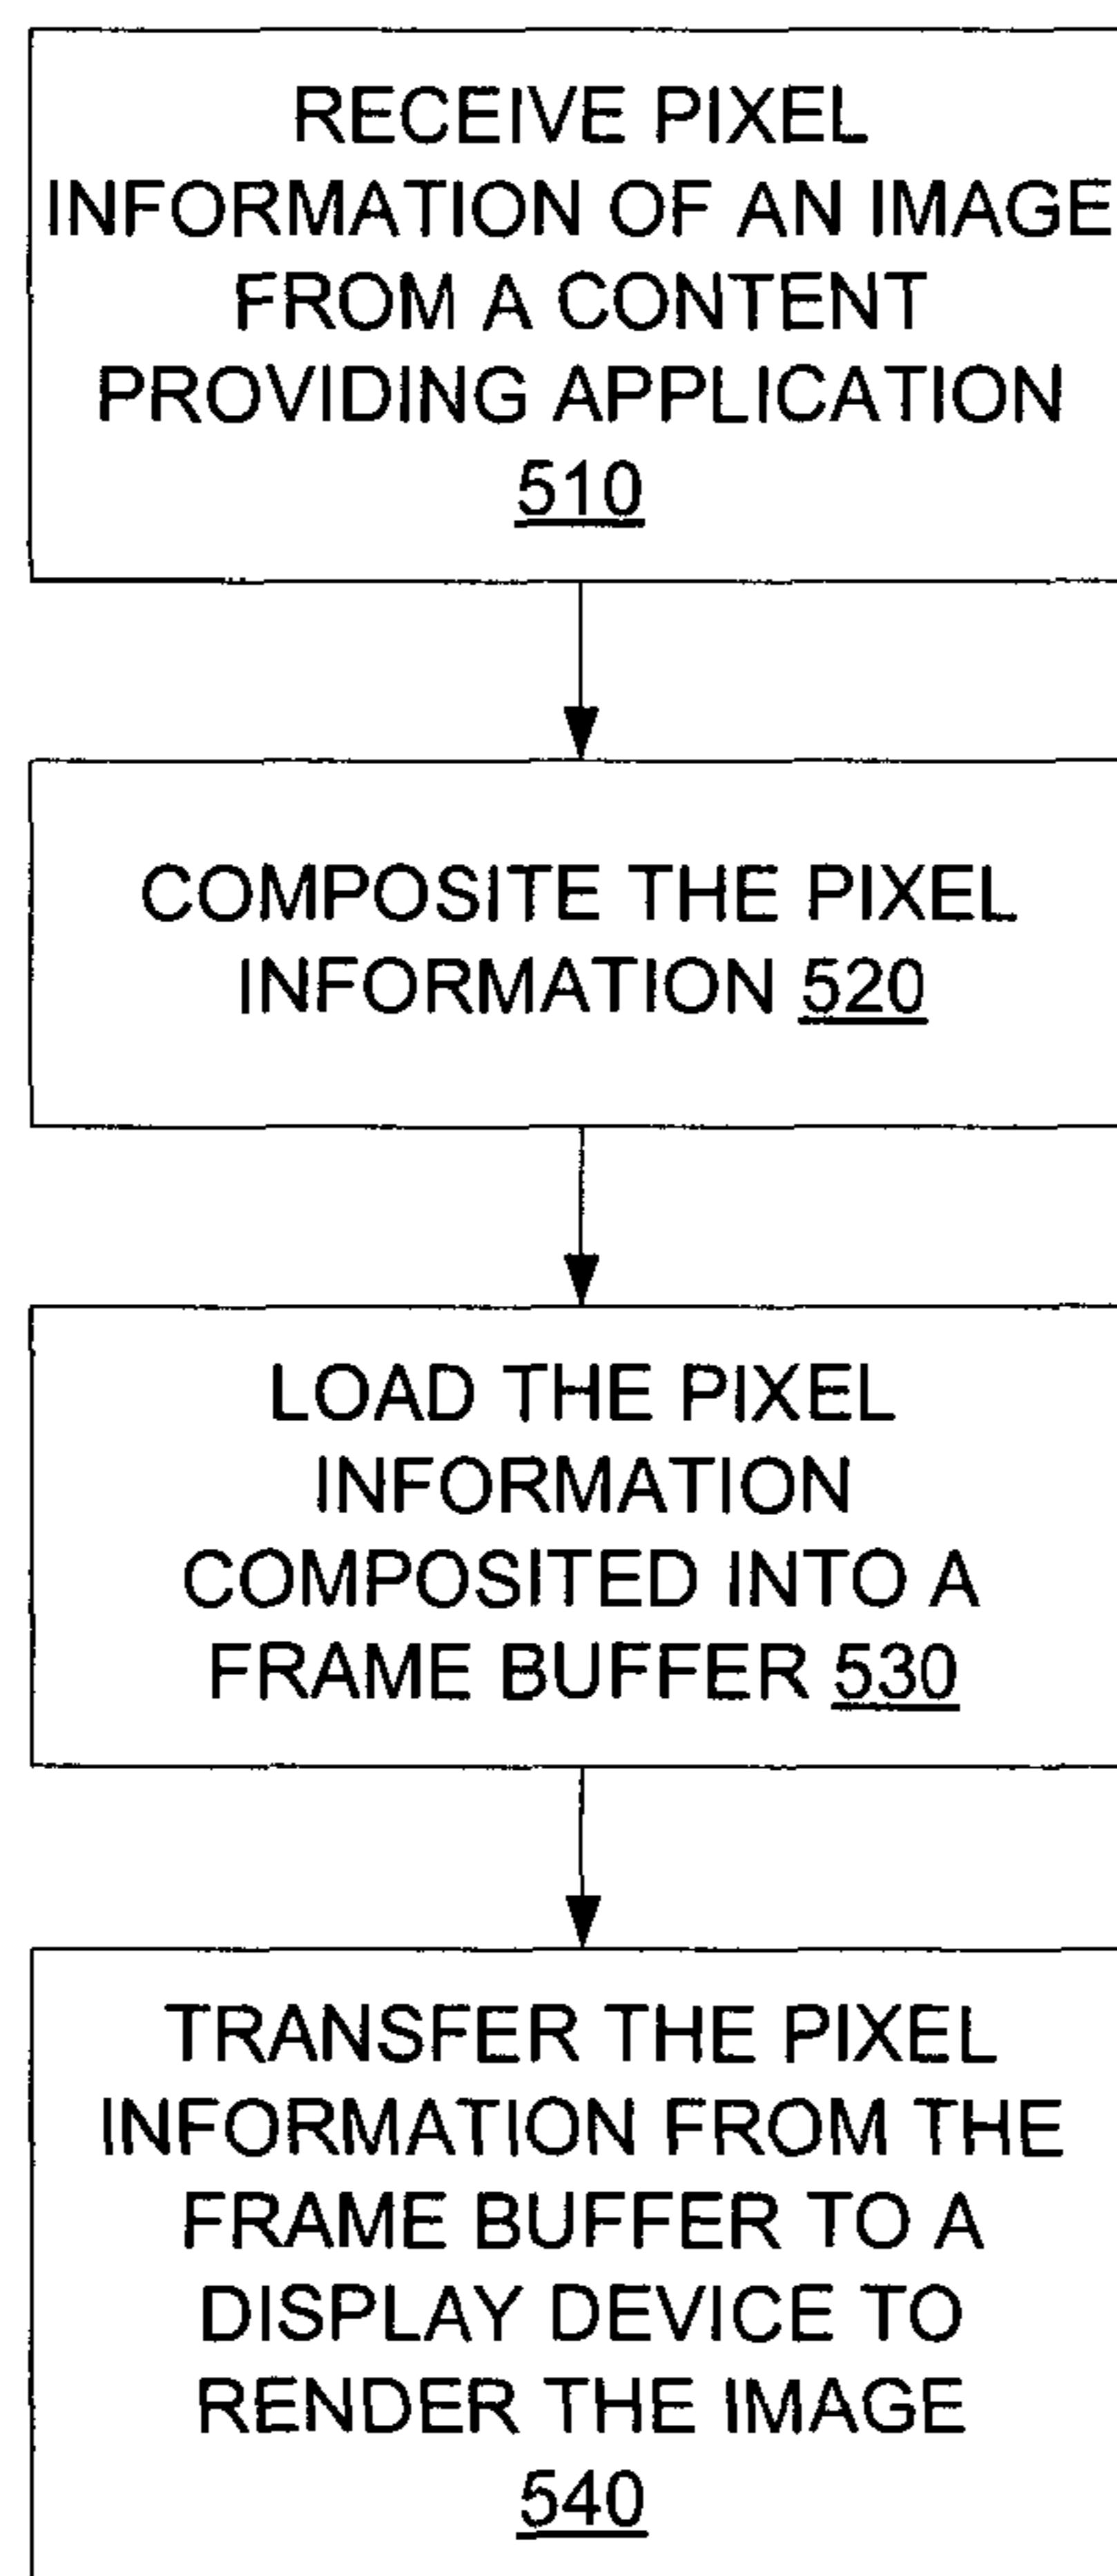 RECEIVE PIXEL
INFORMATION OF AN IMAGE
FROM A CONTENT
PROVIDING APPLICATION
510
COMPOSITE THE PIXEL
INFORMATION 520
LOAD THE PIXEL
INFORMATION
COMPOSITED INTO A
FRAME BUFFER 530
TRANSFER THE PIXEL
INFORMATION FROM THE
FRAME BUFFER TO A
DISPLAY DEVICE TO
RENDER THE IMAGE
540